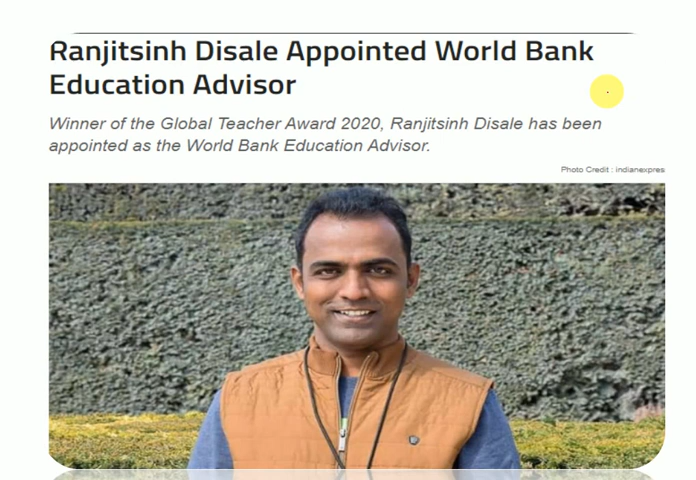 Ranjitsinh Disale Appointed World Bank
Education Advisor
Winner of the Global Teacher Award 2020, Ranjitsinh Disale has been
appointed as the World Bank Education Advisor.
Photo Credit : indianexpres